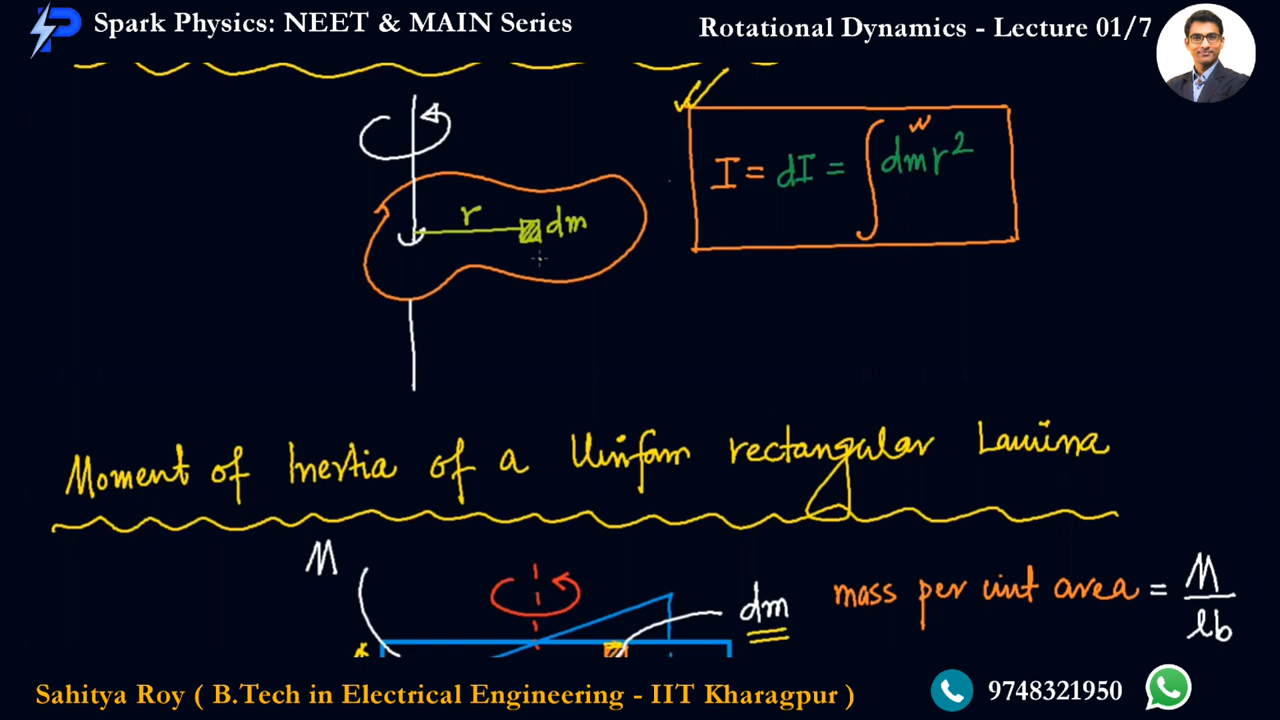 Spark Physics: NEET & MAIN Series
Rotational Dynamics - Lecture 01/7
I = dI = ∫ dm r²
r dm
Moment of Inertia of a Uniform rectangular Lamina
M
dm
mass per unit area = M / lb
Sahitya Roy ( B.Tech in Electrical Engineering - IIT Kharagpur )
9748321950